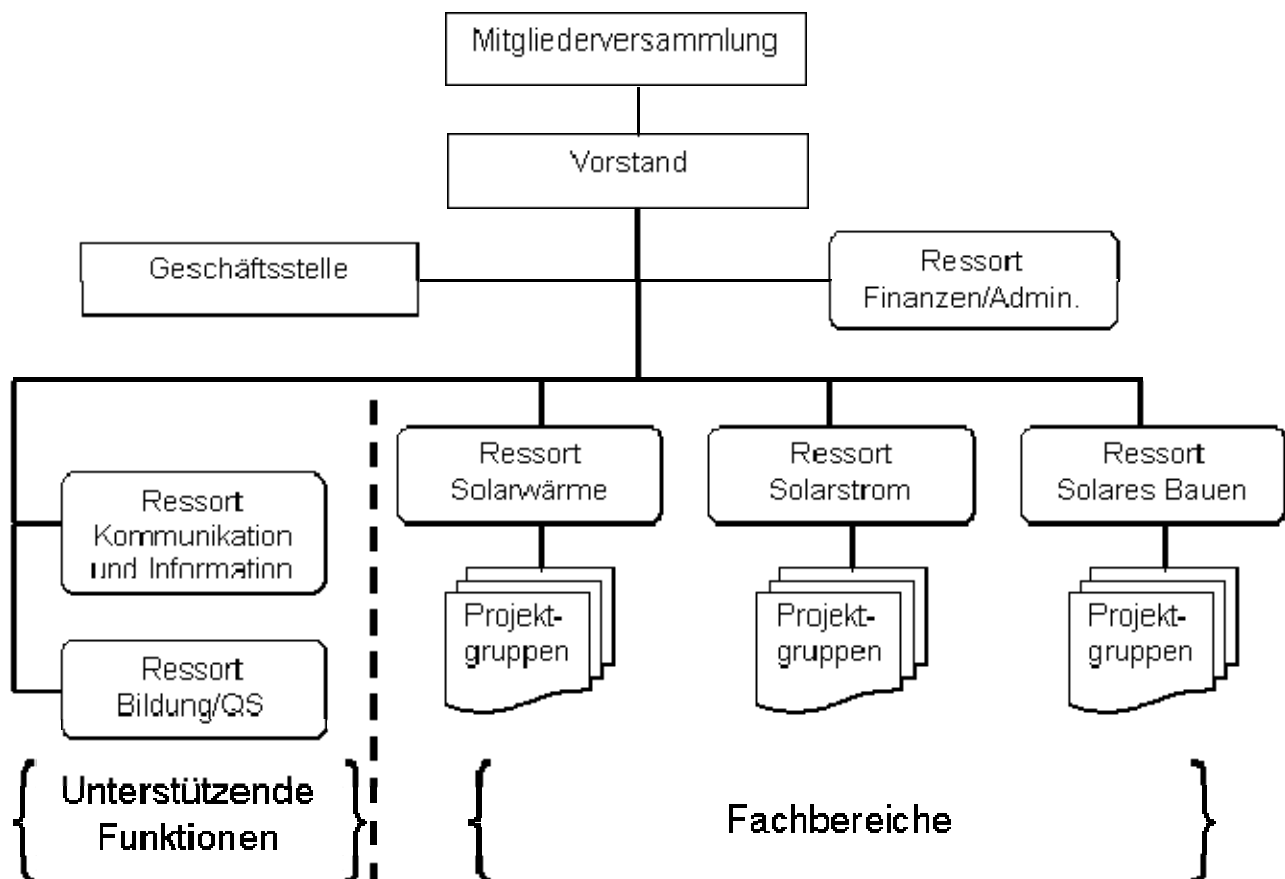 Mitgliederversammlung
Vorstand
Geschäftsstelle
Ressort
Finanzen/Admin.
Ressort
Solarwärme
Ressort
Solarstrom
Ressort
Solares Bauen
Ressort
Kommunikation
und Information
Projekt-
gruppen
Projekt-
gruppen
Projekt-
gruppen
Ressort
Bildung/QS
Unterstützende
Funktionen
Fachbereiche